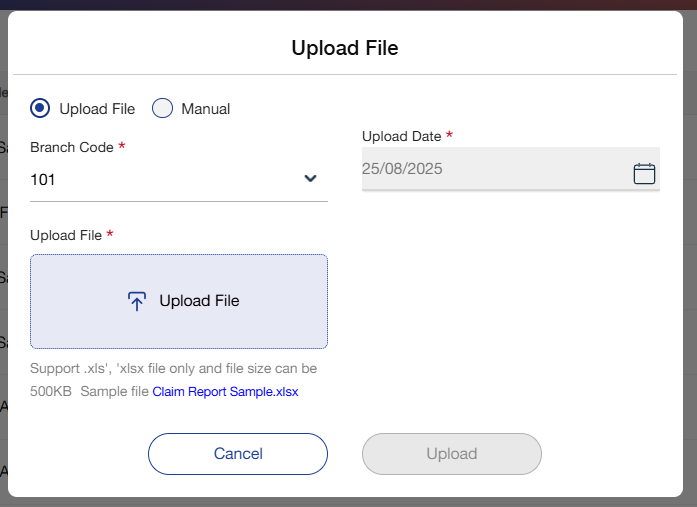 Upload File
Upload File Manual
Branch Code *
Upload Date *
101
25/08/2025
Upload File *
Upload File
Support .xls', 'xlsx file only and file size can be
500KB Sample file Claim Report Sample.xlsx
Cancel
Upload